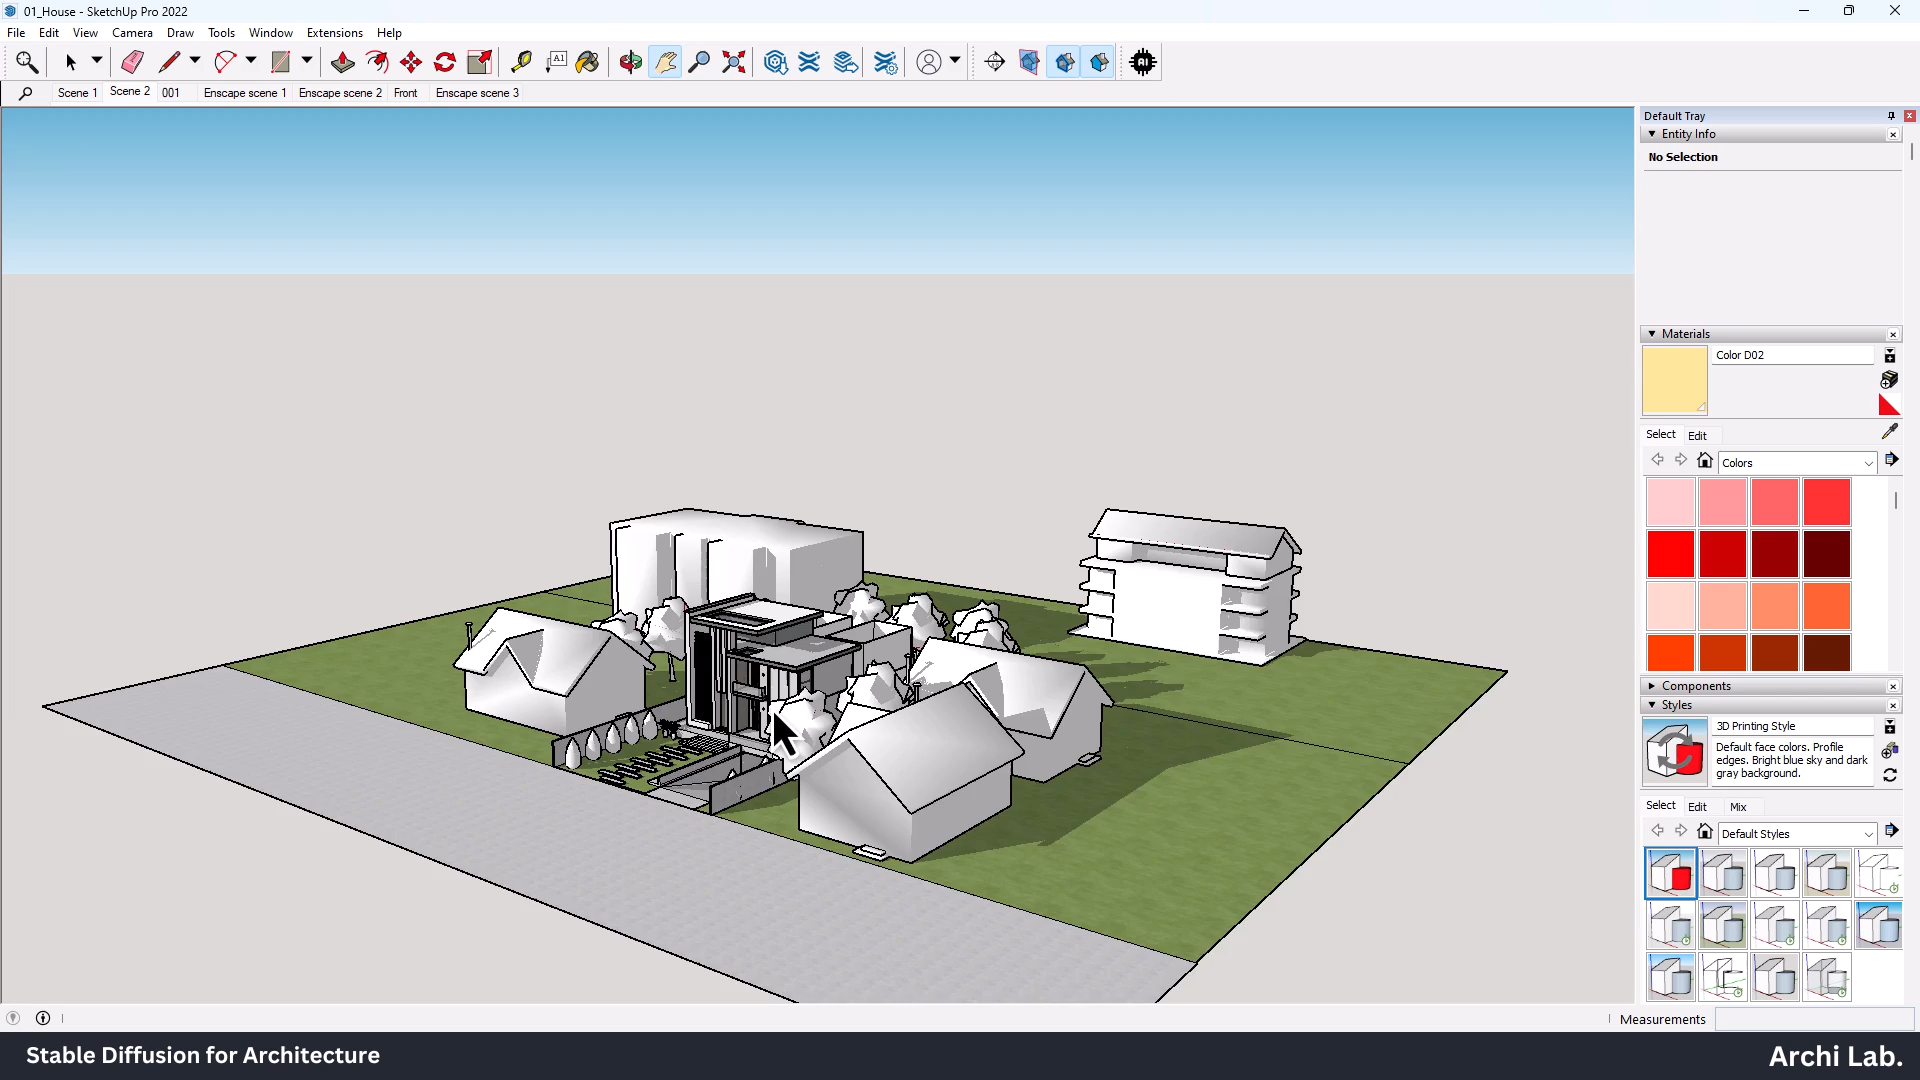 01_House - SketchUp Pro 2022
File Edit View Camera Draw Tools Window Extensions Help
A1
AI
Scene 1 Scene 2 001 Enscape scene 1 Enscape scene 2 Front Enscape scene 3
Default Tray
Entity Info
No Selection
Materials
Color D02
Select Edit
Colors
Components
Styles
3D Printing Style
Default face colors. Profile
edges. Bright blue sky and dark
gray background.
Select Edit Mix
Default Styles
Measurements
Stable Diffusion for Architecture
Archi Lab.